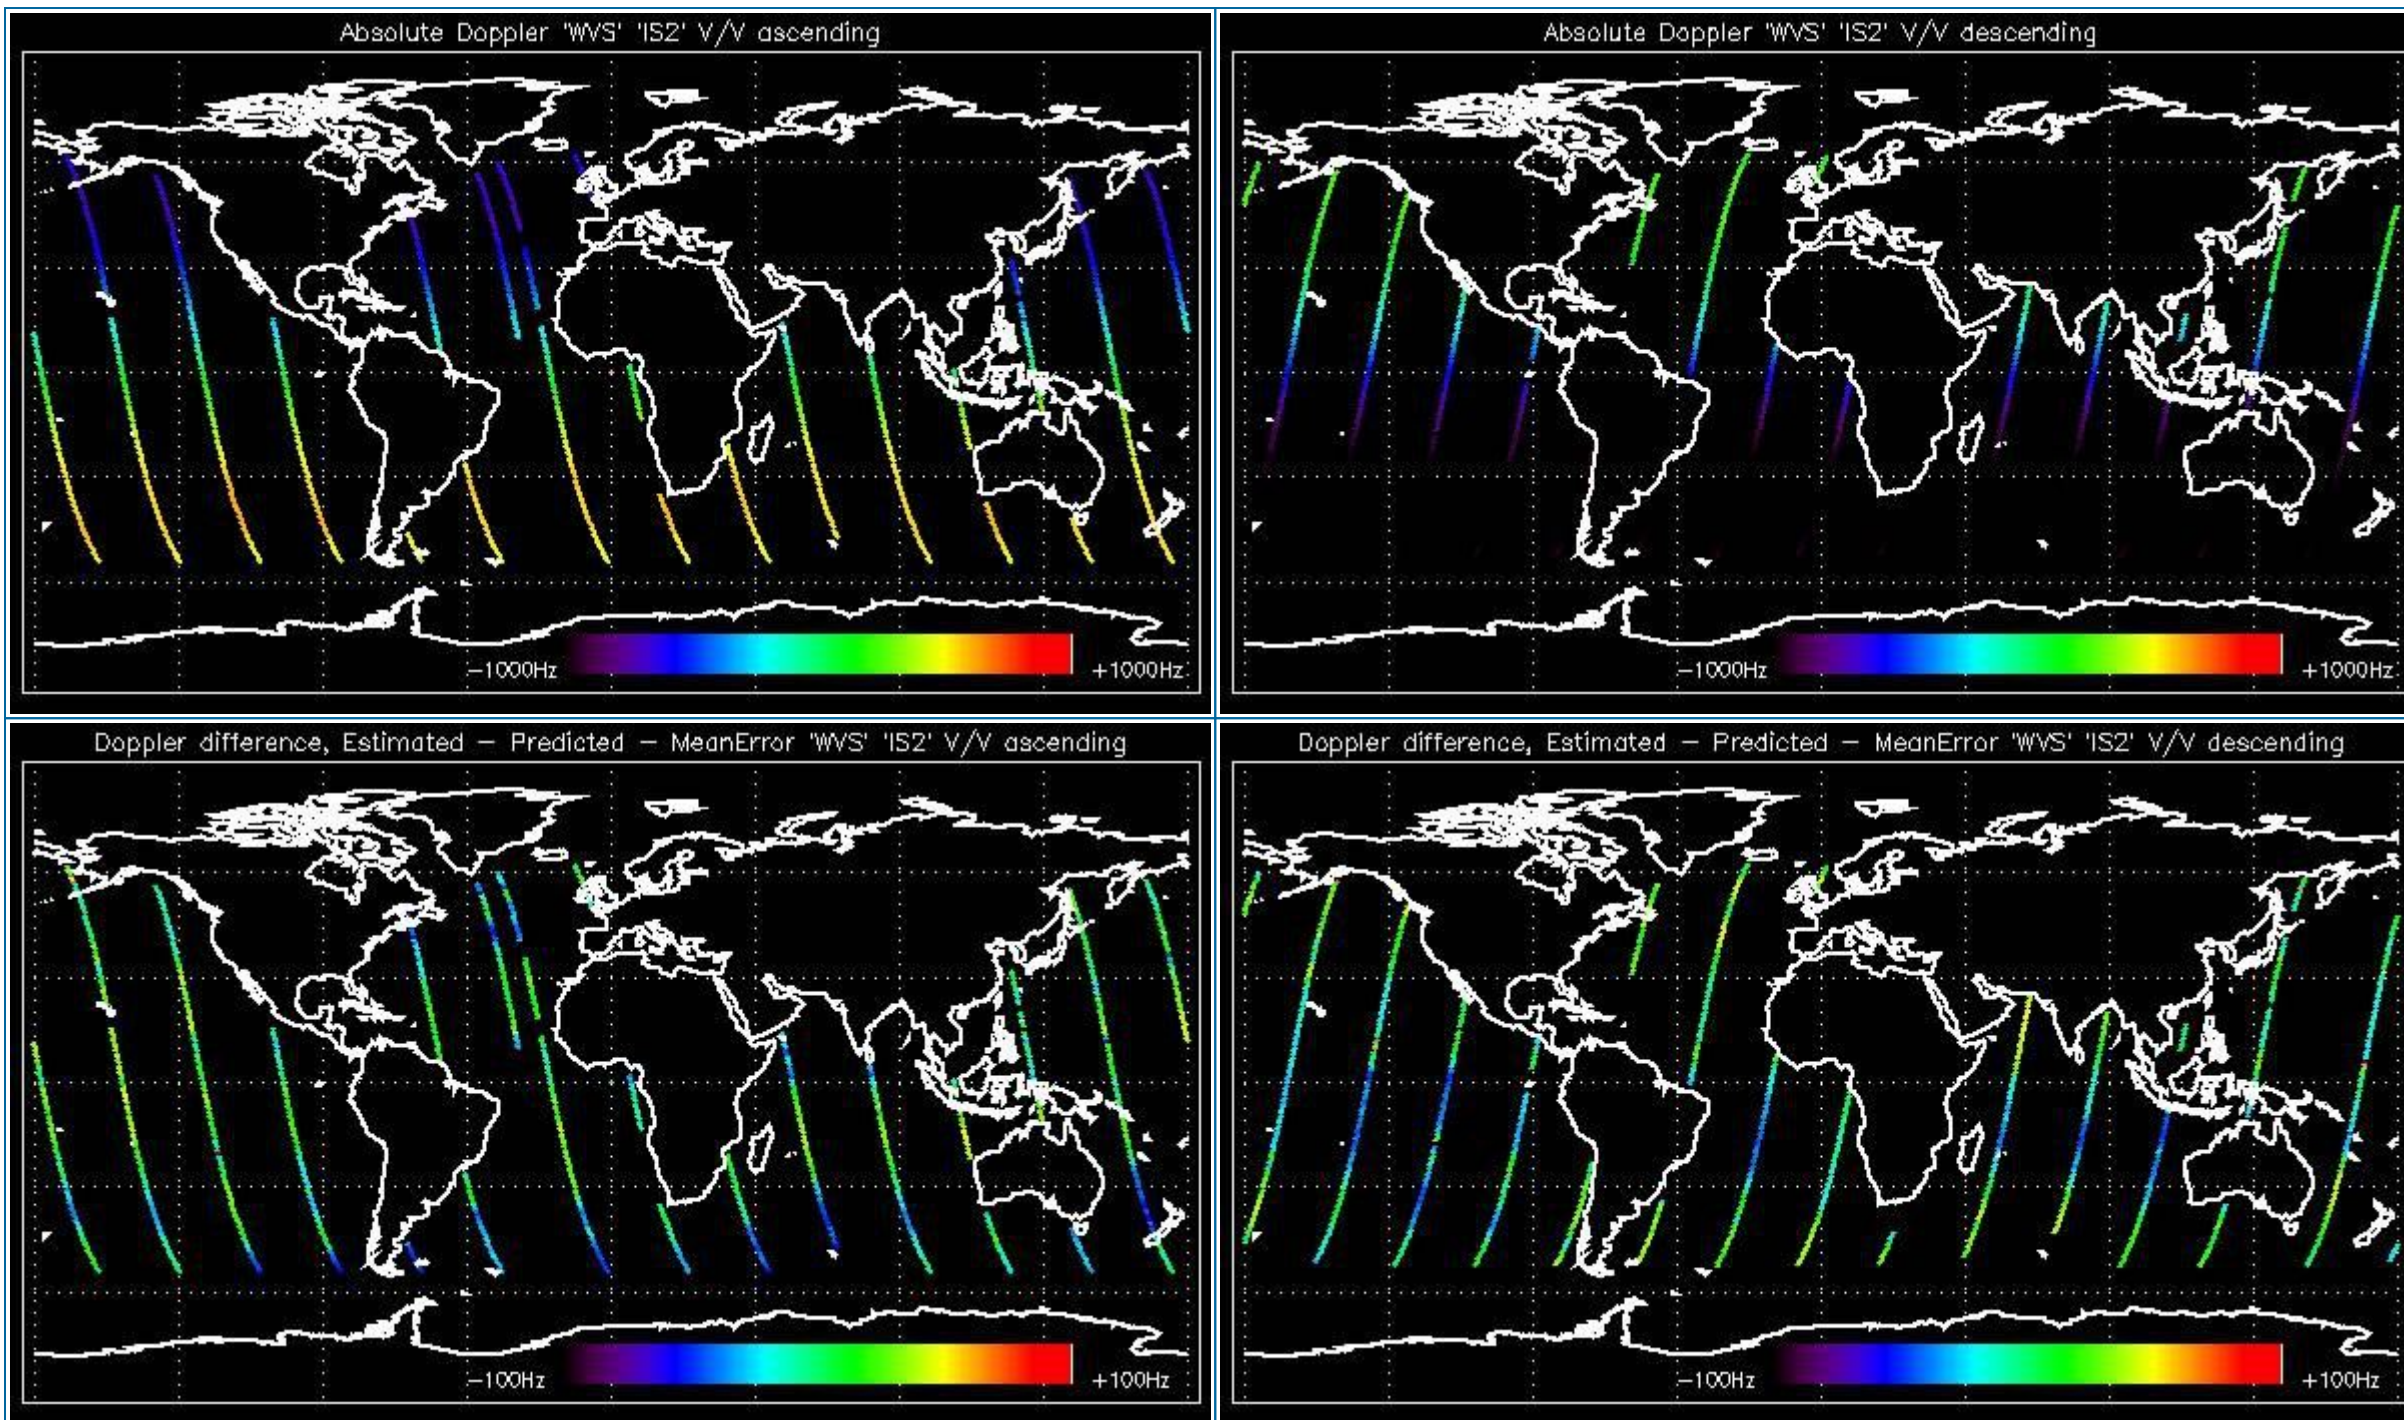 Absolute Doppler 'WVS' 'IS2' V/V ascending
-1000Hz
+1000Hz
Absolute Doppler 'WVS' 'IS2' V/V descending
-1000Hz
+1000Hz
Doppler difference, Estimated - Predicted - MeanError 'WVS' 'IS2' V/V ascending
-100Hz
+100Hz
Doppler difference, Estimated - Predicted - MeanError 'WVS' 'IS2' V/V descending
-100Hz
+100Hz